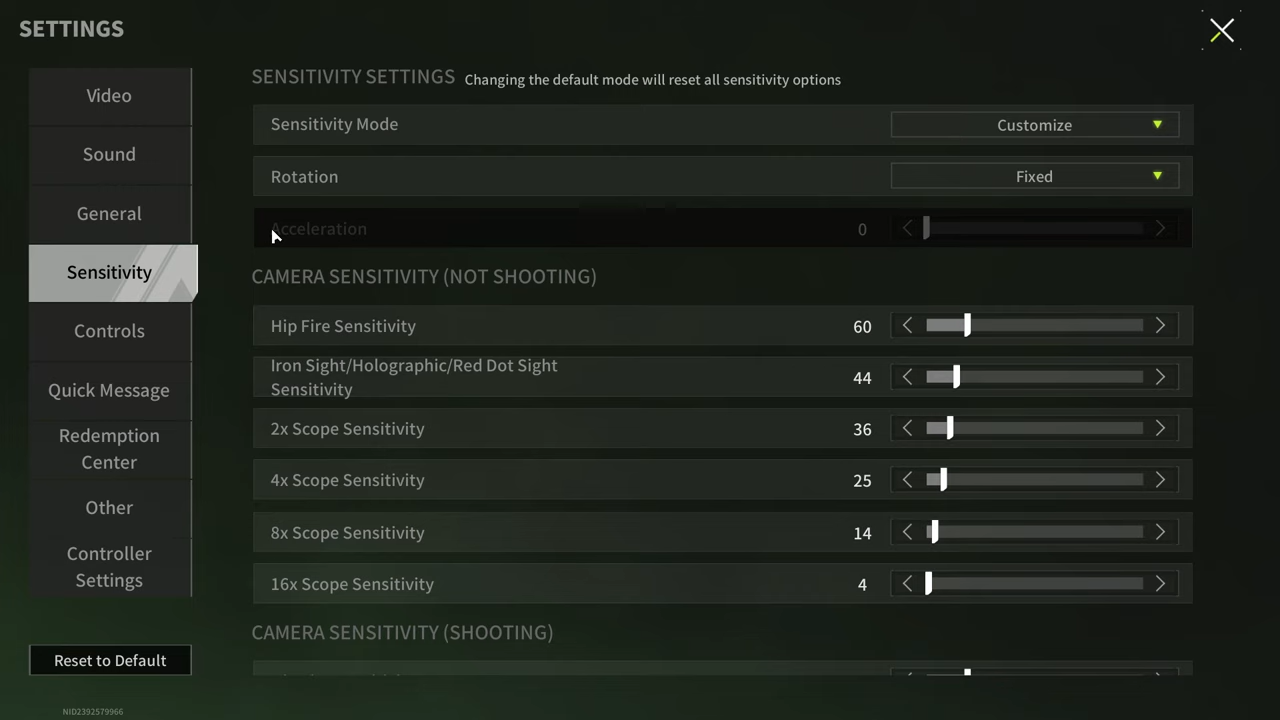 SETTINGS
Video
Sound
General
Sensitivity
Controls
Quick Message
Redemption
Center
Other
Controller
Settings
Reset to Default
NID2392579966
SENSITIVITY SETTINGS Changing the default mode will reset all sensitivity options
Sensitivity Mode Customize
Rotation Fixed
Acceleration 0
CAMERA SENSITIVITY (NOT SHOOTING)
Hip Fire Sensitivity 60
Iron Sight/Holographic/Red Dot Sight
Sensitivity 44
2x Scope Sensitivity 36
4x Scope Sensitivity 25
8x Scope Sensitivity 14
16x Scope Sensitivity 4
CAMERA SENSITIVITY (SHOOTING)